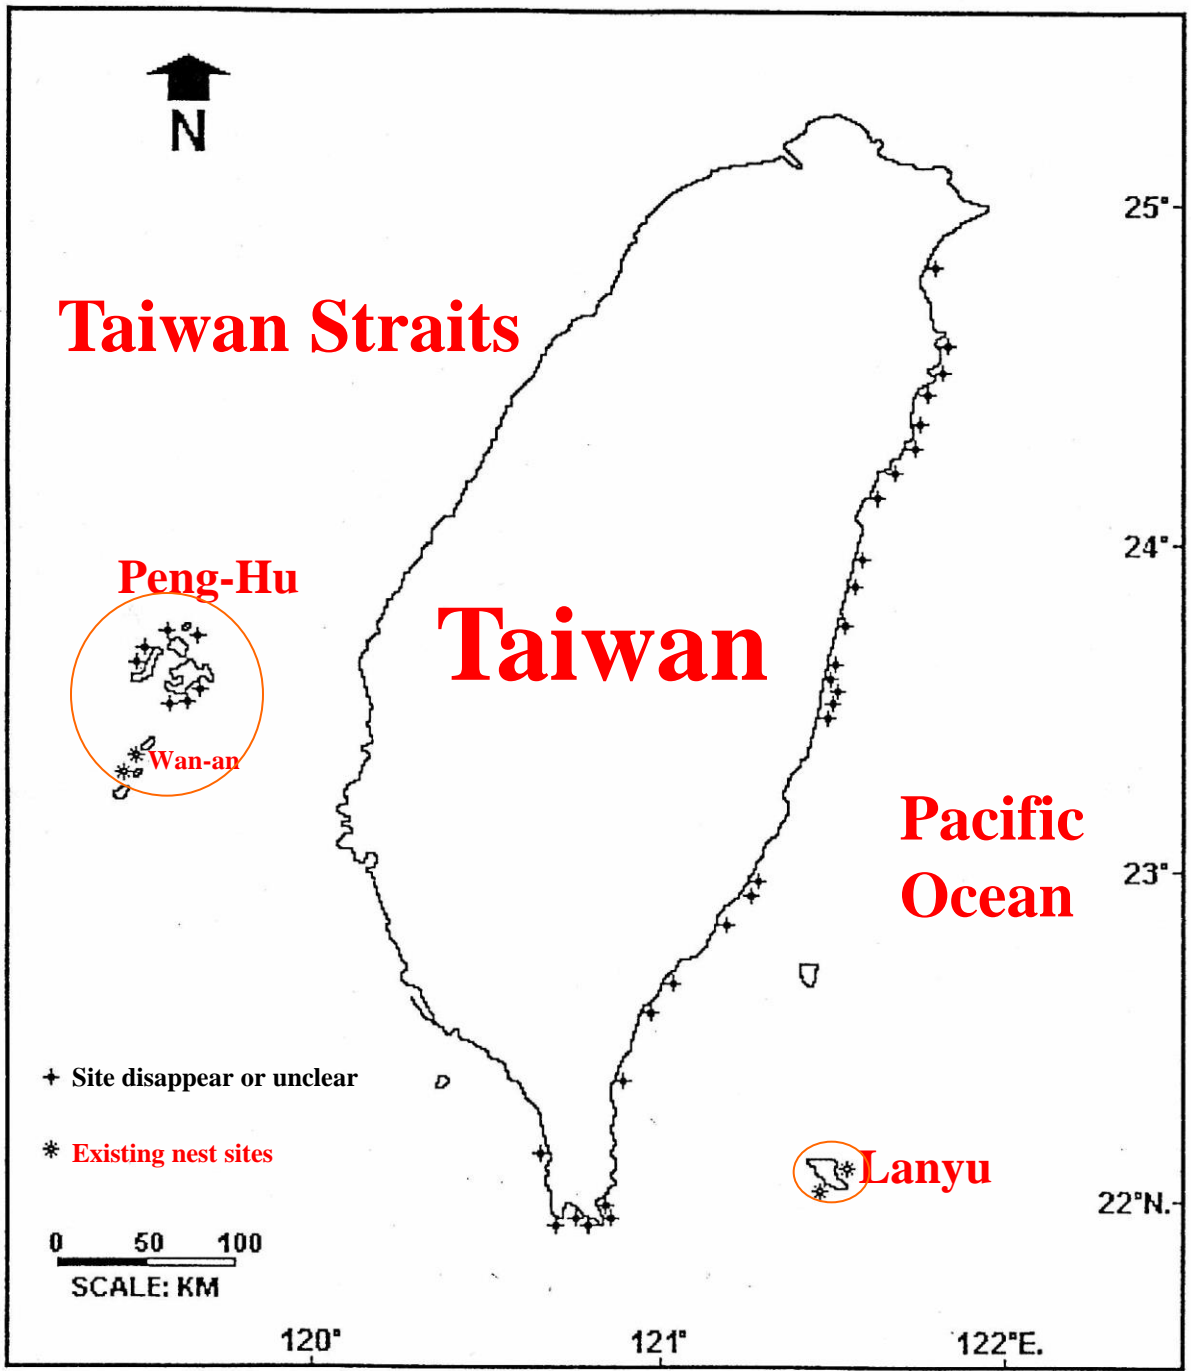 N
25°
Taiwan Straits
24°
Peng-Hu
Taiwan
Wan-an
Pacific
Ocean
23°
Site disappear or unclear
Existing nest sites
Lanyu
22°N.
0 50 100
SCALE: KM
120° 121° 122°E.